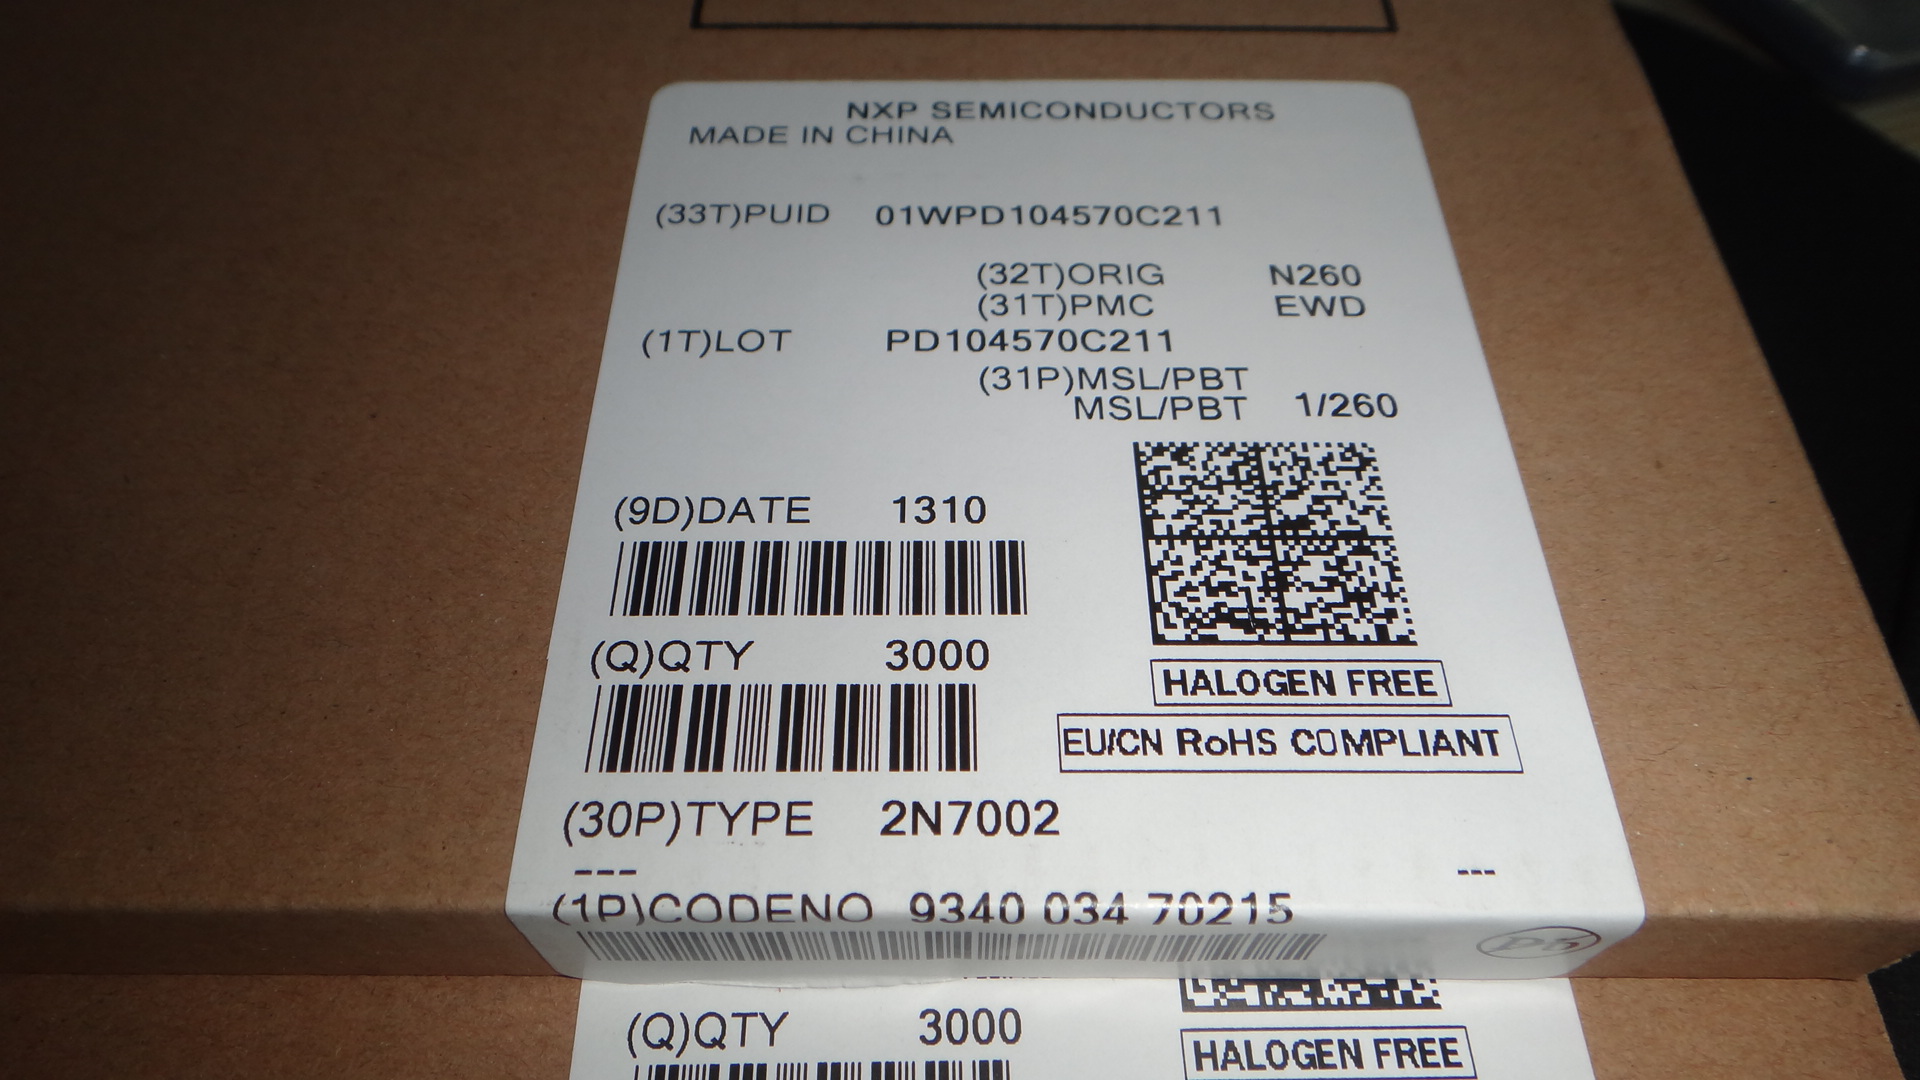 NXP SEMICONDUCTORS
MADE IN CHINA
(33T)PUID 01WPD104570C211
(32T)ORIG N260
(31T)PMC EWD
(1T)LOT PD104570C211
(31P)MSL/PBT
MSL/PBT 1/260
(9D)DATE 1310
(Q)QTY 3000
HALOGEN FREE
EU/CN RoHS COMPLIANT
(30P)TYPE 2N7002
--- ---
(1P)CODENO 9340 034 70215
(Q)QTY 3000
HALOGEN FREE